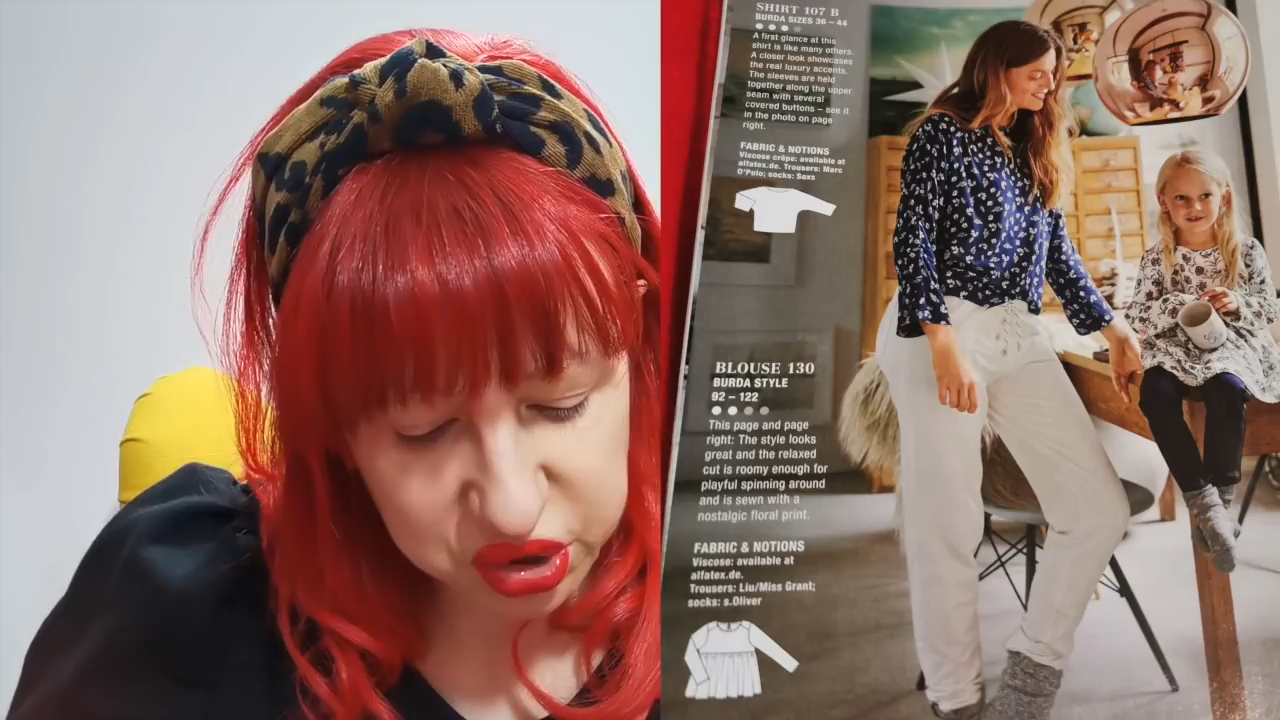 SHIRT 107 B
BURDA SIZES 36 – 44
A first glance at this
shirt is like many others.
A closer look showcases
the real luxury accents.
The sleeves are held
together along the upper
seam with several
covered buttons – see it
in the photo on page
right.
FABRIC & NOTIONS
Viscose crêpe: available at
alfatex.de. Trousers: Marc
O'Polo; socks: Soxs
BLOUSE 130
BURDA STYLE
92 – 122
This page and page
right: The style looks
great and the relaxed
cut is roomy enough for
playful spinning around
and is sewn with a
nostalgic floral print.
FABRIC & NOTIONS
Viscose: available at
alfatex.de.
Trousers: Liu/Miss Grant;
socks: s.Oliver